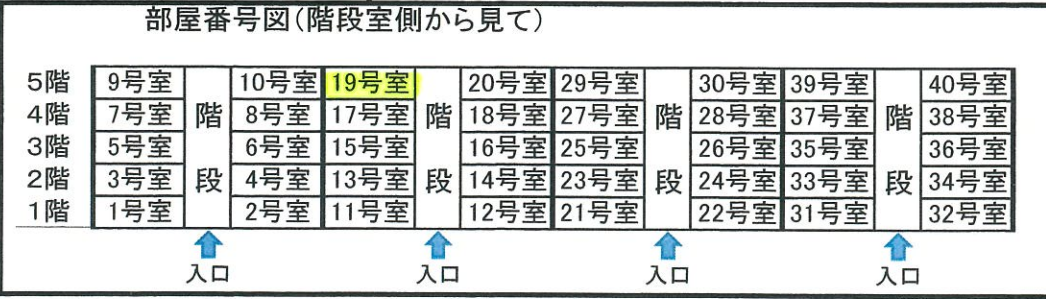 部屋番号図(階段室側から見て)
5階 9号室 10号室 19号室 20号室 29号室 30号室 39号室 40号室
4階 7号室 階 8号室 17号室 階 18号室 27号室 階 28号室 37号室 階 38号室
3階 5号室 6号室 15号室 16号室 25号室 26号室 35号室 36号室
2階 3号室 段 4号室 13号室 段 14号室 23号室 段 24号室 33号室 段 34号室
1階 1号室 2号室 11号室 12号室 21号室 22号室 31号室 32号室
入口 入口 入口 入口